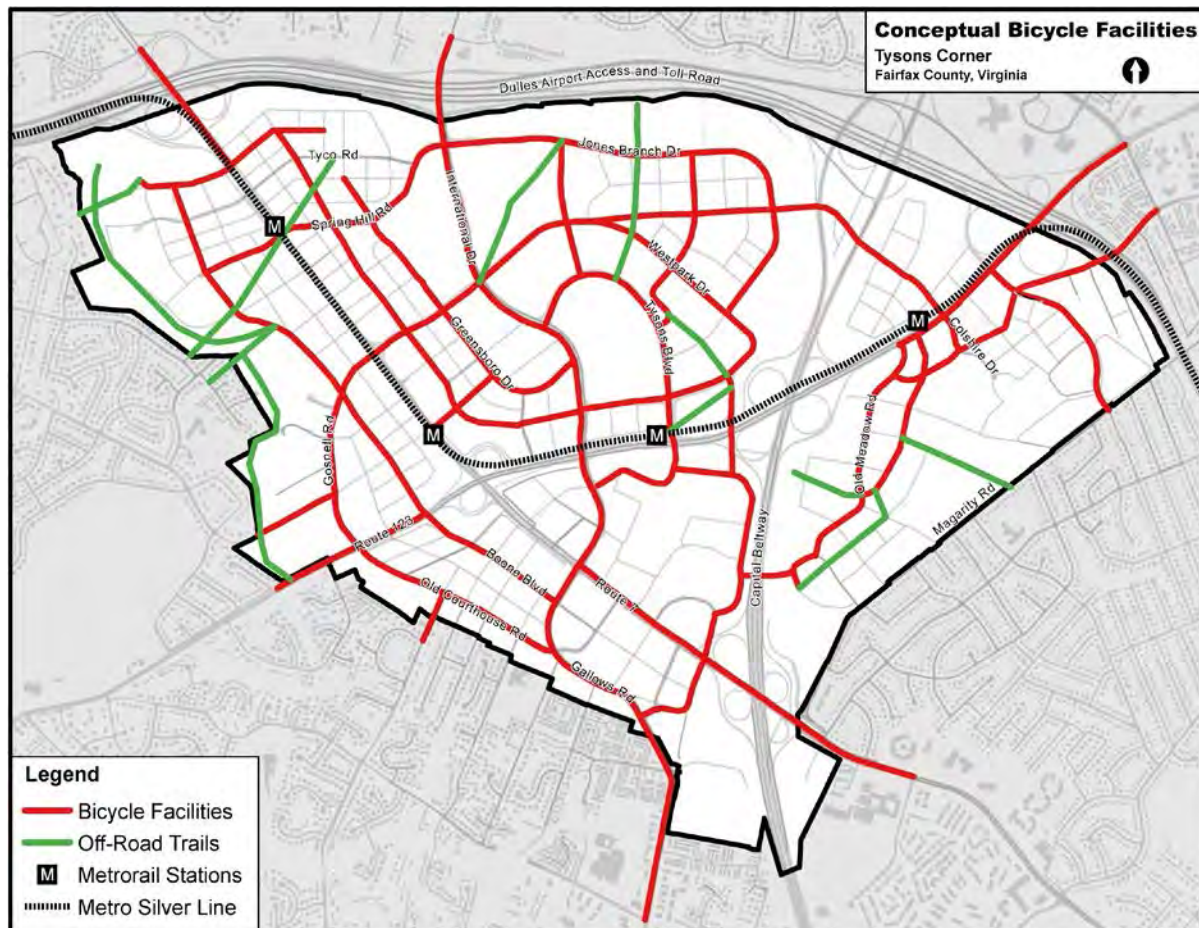 Conceptual Bicycle Facilities
Tysons Corner
Fairfax County, Virginia
Dulles Airport Access and Toll Road
Jones Branch Dr
Tyco Rd
International Dr
Spring Hill Rd
M
Westpark Dr
Tysons Blvd
Greensboro Dr
M
Colshire Dr
M
M
Gosnell Rd
Old Meadow Rd
Magarity Rd
Route 123
Capital Beltway
Boone Blvd
Route 7
Old Courthouse Rd
Gallows Rd
Legend
Bicycle Facilities
Off-Road Trails
M Metrorail Stations
Metro Silver Line